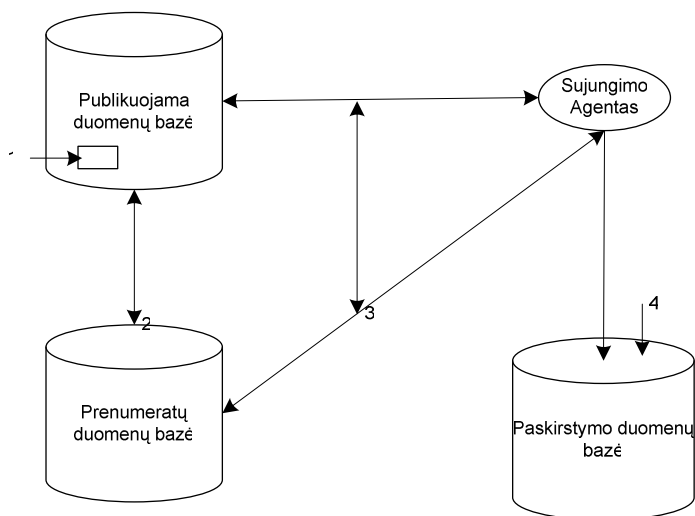 Publikuojama
duomenų bazė
Sujungimo
Agentas
2
3
4
Prenumeratų
duomenų bazė
Paskirstymo duomenų
bazė